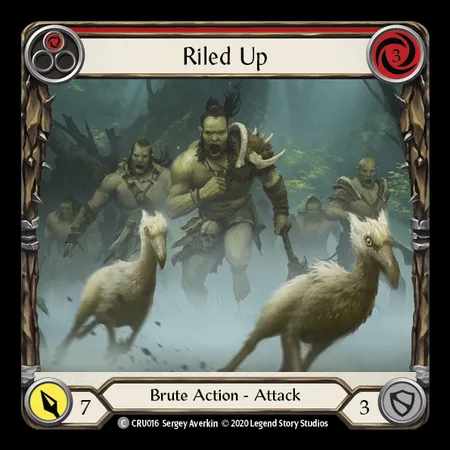 Riled Up
3
7
Brute Action - Attack
3
C CRU016 Sergey Averkin © 2020 Legend Story Studios